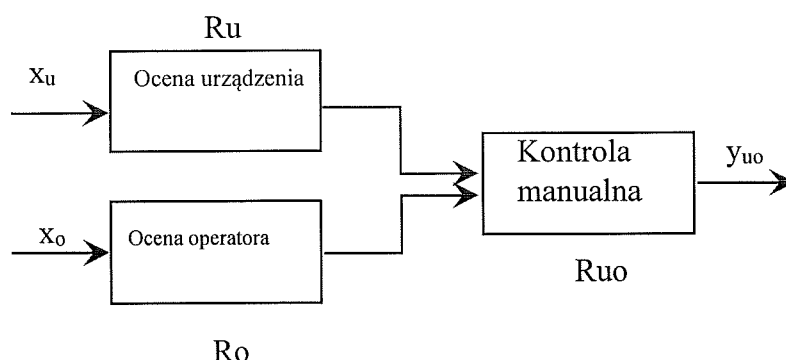 Ru
xu
Ocena urządzenia
Kontrola
manualna
yuo
xo
Ocena operatora
Ruo
Ro